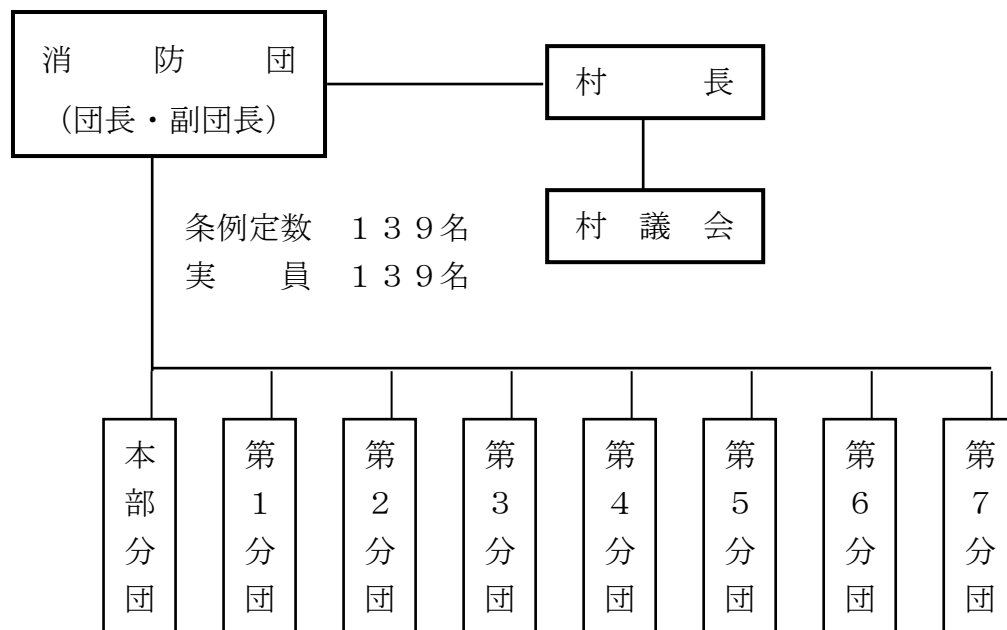 消防団
（団長・副団長）
村長
村議会
条例定数　１３９名
実員　１３９名
本部分団
第１分団
第２分団
第３分団
第４分団
第５分団
第６分団
第７分団